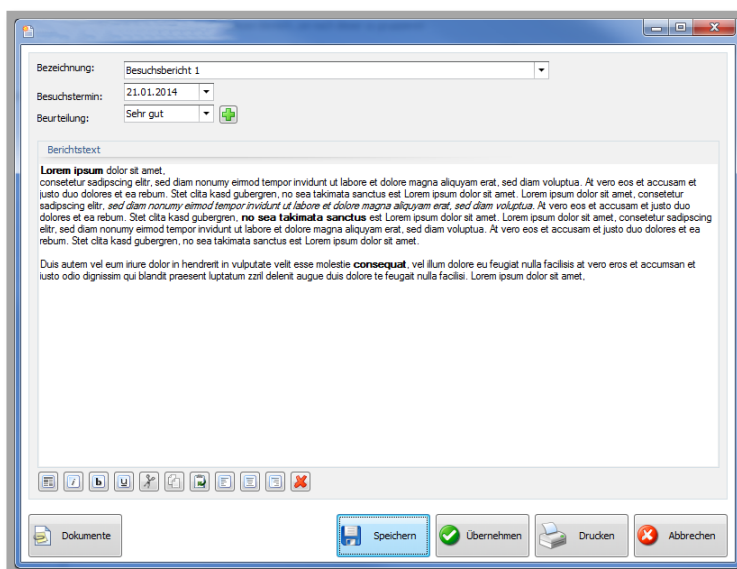 Bezeichnung: Besuchsbericht 1
Besuchstermin: 21.01.2014
Beurteilung: Sehr gut
Berichtstext
Lorem ipsum dolor sit amet,
consetetur sadipscing elitr, sed diam nonumy eirmod tempor invidunt ut labore et dolore magna aliquyam erat, sed diam voluptua. At vero eos et accusam et
justo duo dolores et ea rebum. Stet clita kasd gubergren, no sea takimata sanctus est Lorem ipsum dolor sit amet. Lorem ipsum dolor sit amet, consetetur
sadipscing elitr, sed diam nonumy eirmod tempor invidunt ut labore et dolore magna aliquyam erat, sed diam voluptua. At vero eos et accusam et justo duo
dolores et ea rebum. Stet clita kasd gubergren, no sea takimata sanctus est Lorem ipsum dolor sit amet. Lorem ipsum dolor sit amet, consetetur sadipscing
elitr, sed diam nonumy eirmod tempor invidunt ut labore et dolore magna aliquyam erat, sed diam voluptua. At vero eos et accusam et justo duo dolores et ea
rebum. Stet clita kasd gubergren, no sea takimata sanctus est Lorem ipsum dolor sit amet.
Duis autem vel eum iriure dolor in hendrerit in vulputate velit esse molestie consequat, vel illum dolore eu feugiat nulla facilisis at vero eros et accumsan et
iusto odio dignissim qui blandit praesent luptatum zzril delenit augue duis dolore te feugait nulla facilisi. Lorem ipsum dolor sit amet,
i b u
Dokumente Speichern Übernehmen Drucken Abbrechen